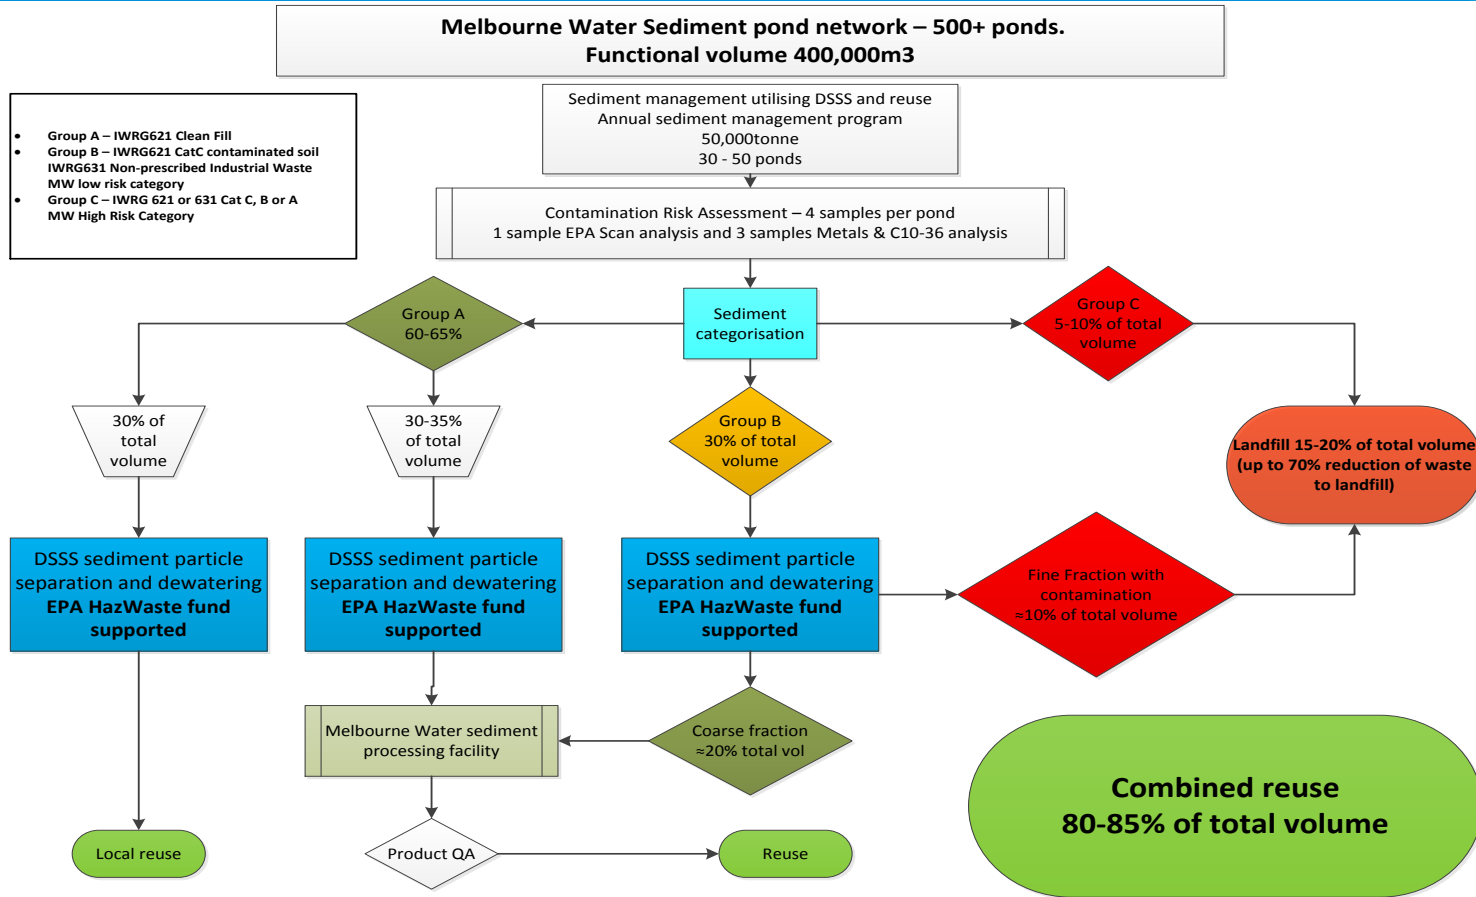 Melbourne Water Sediment pond network – 500+ ponds.
Functional volume 400,000m3
Sediment management utilising DSSS and reuse
Annual sediment management program
50,000tonne
30 - 50 ponds
• Group A – IWRG621 Clean Fill
• Group B – IWRG621 CatC contaminated soil
IWRG631 Non-prescribed Industrial Waste
MW low risk category
• Group C – IWRG 621 or 631 Cat C, B or A
MW High Risk Category
Contamination Risk Assessment – 4 samples per pond
1 sample EPA Scan analysis and 3 samples Metals & C10-36 analysis
Group A
60-65%
Sediment
categorisation
Group C
5-10% of total
volume
30% of
total
volume
30-35%
of total
volume
Group B
30% of total
volume
Landfill 15-20% of total volume
(up to 70% reduction of waste
to landfill)
DSSS sediment particle
separation and dewatering
EPA HazWaste fund
supported
DSSS sediment particle
separation and dewatering
EPA HazWaste fund
supported
DSSS sediment particle
separation and dewatering
EPA HazWaste fund
supported
Fine Fraction with
contamination
≈10% of total volume
Melbourne Water sediment
processing facility
Coarse fraction
≈20% total vol
Combined reuse
80-85% of total volume
Local reuse
Product QA
Reuse